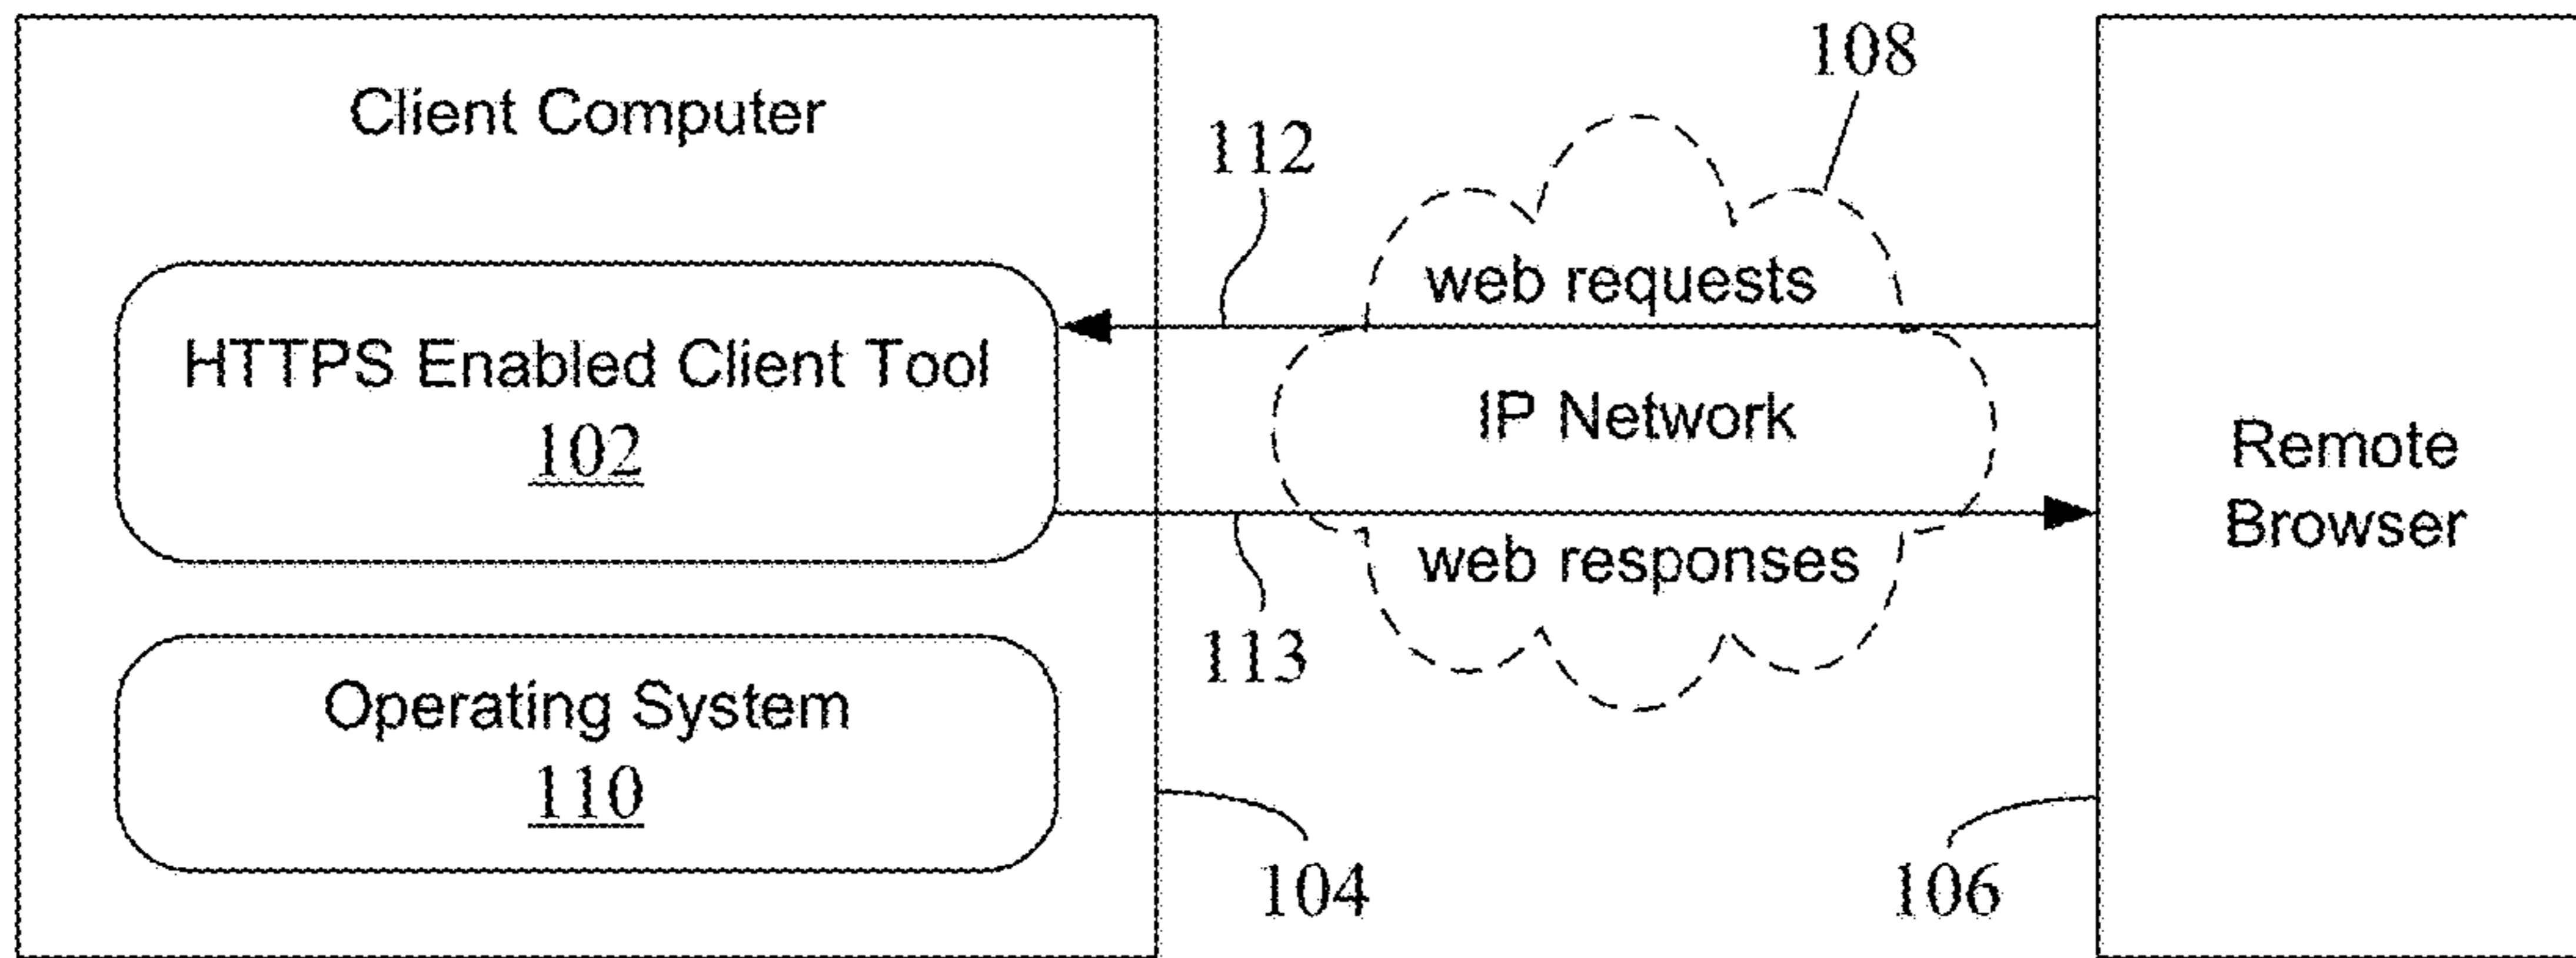 Client Computer
HTTPS Enabled Client Tool
102
Operating System
110
104
112
108
web requests
IP Network
web responses
113
Remote
Browser
106